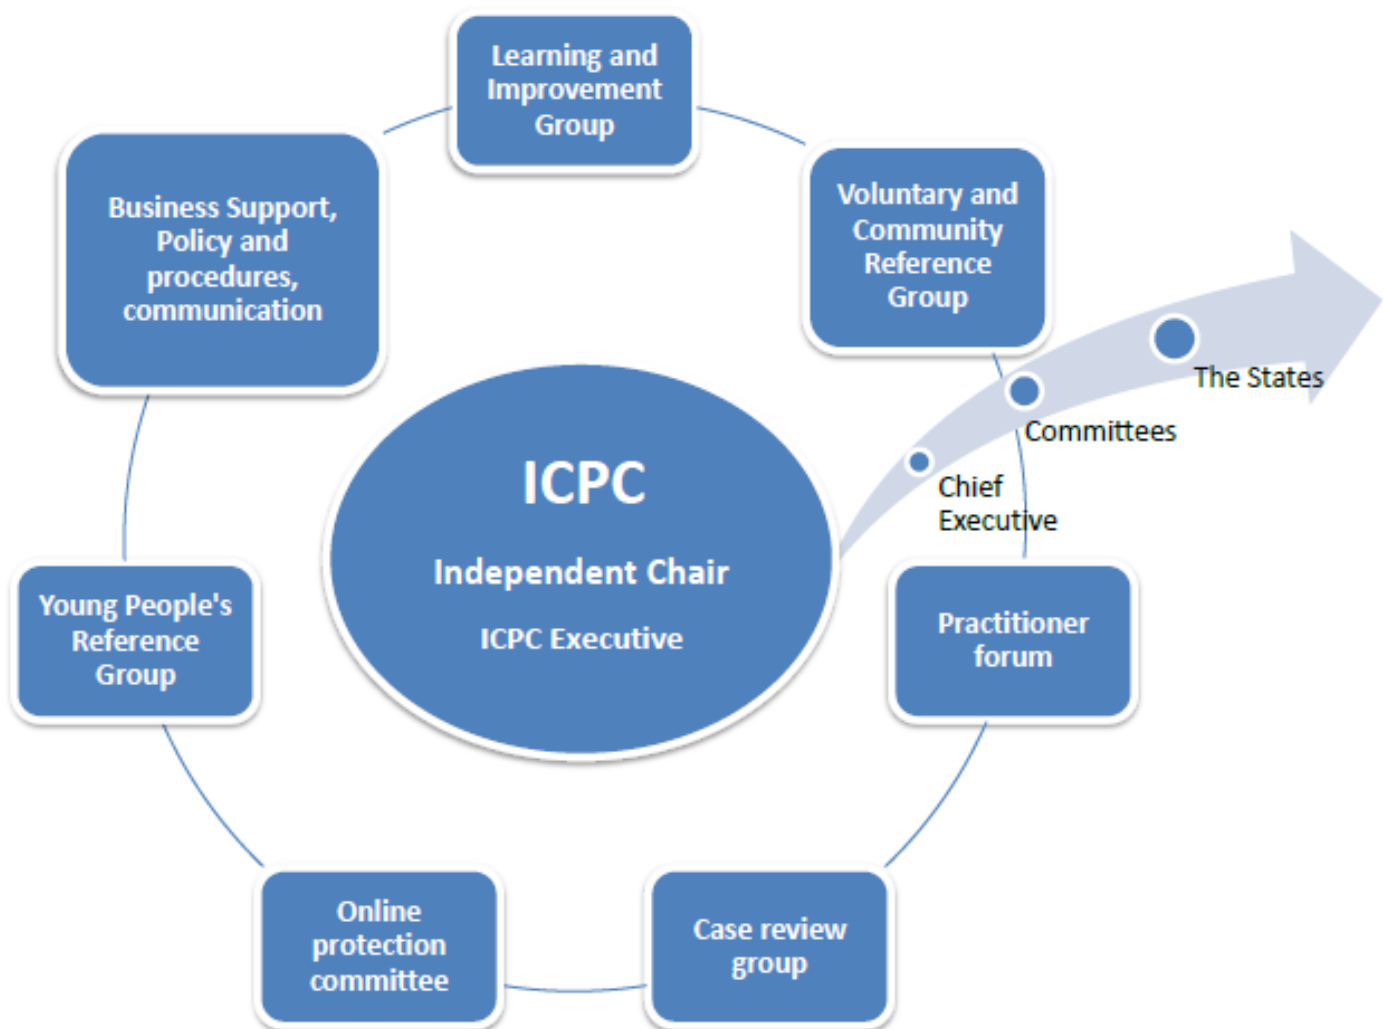 Learning and
Improvement
Group
Business Support,
Policy and
procedures,
communication
Voluntary and
Community
Reference
Group
The States
Committees
Chief
Executive
ICPC
Independent Chair
ICPC Executive
Young People's
Reference
Group
Practitioner
forum
Online
protection
committee
Case review
group